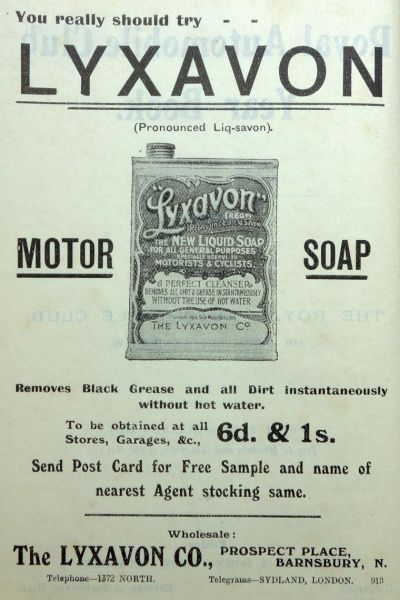 You really should try - -
LYXAVON
(Pronounced Liq-savon).
"Lyxavon"
(REGD)
THE NEW LIQUID SOAP
FOR ALL GENERAL PURPOSES
SPECIALLY USEFUL TO
MOTORISTS & CYCLISTS
A PERFECT CLEANSER
REMOVES ALL DIRT & GREASE INSTANTANEOUSLY
WITHOUT THE USE OF HOT WATER
THE LYXAVON CO
MOTOR SOAP
Removes Black Grease and all Dirt instantaneously
without hot water.
To be obtained at all
Stores, Garages, &c., 6d. & 1s.
Send Post Card for Free Sample and name of
nearest Agent stocking same.
Wholesale:
The LYXAVON CO., PROSPECT PLACE,
BARNSBURY, N.
Telephone—1372 NORTH. Telegrams—SYDLAND, LONDON. 913